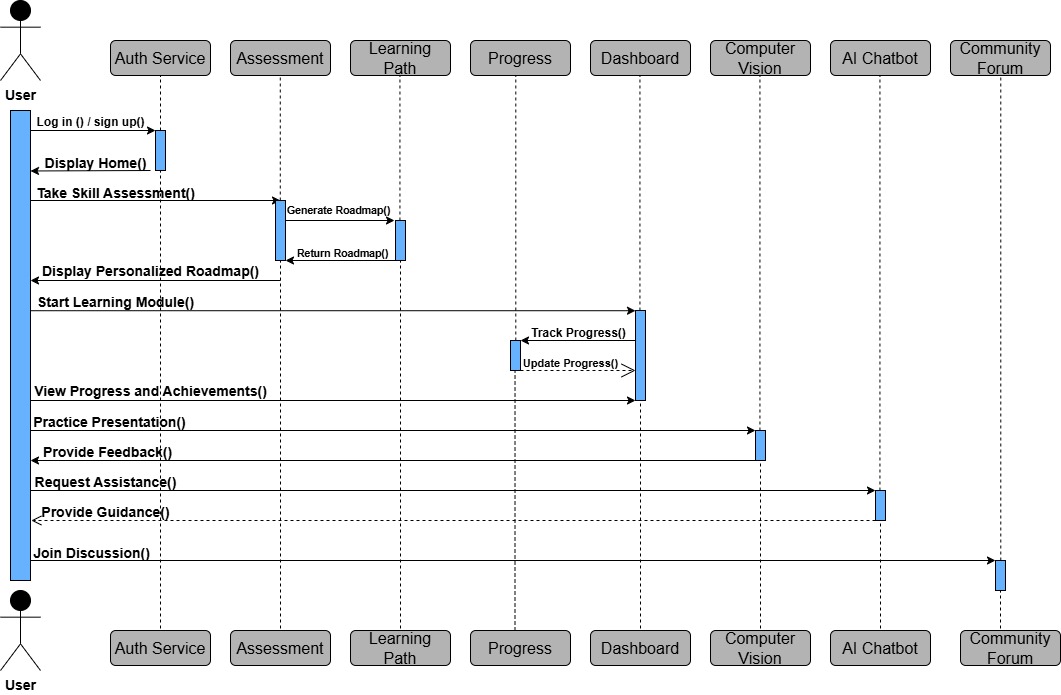 User
Auth Service
Assessment
Learning
Path
Progress
Dashboard
Computer
Vision
AI Chatbot
Community
Forum
Log in () / sign up()
Display Home()
Take Skill Assessment()
Generate Roadmap()
Return Roadmap()
Display Personalized Roadmap()
Start Learning Module()
Track Progress()
Update Progress()
View Progress and Achievements()
Practice Presentation()
Provide Feedback()
Request Assistance()
Provide Guidance()
Join Discussion()
User
Auth Service
Assessment
Learning
Path
Progress
Dashboard
Computer
Vision
AI Chatbot
Community
Forum